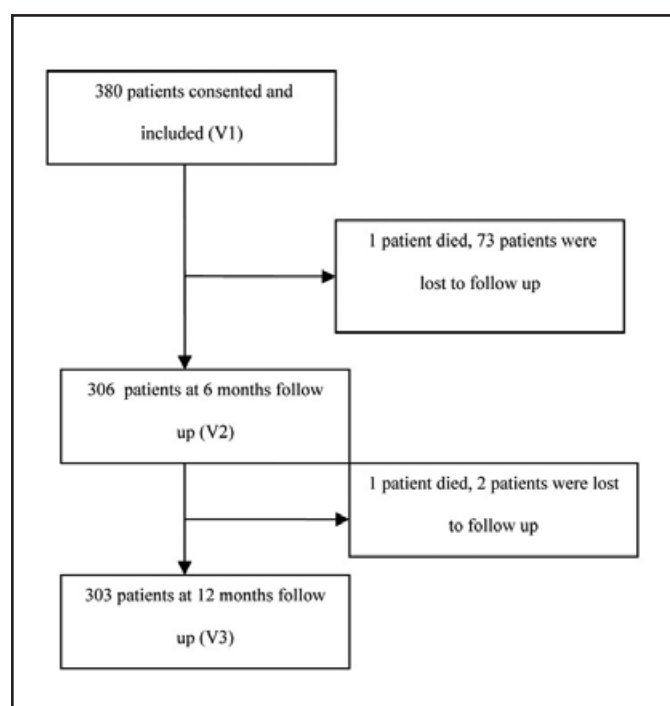 380 patients consented and
included (V1)
1 patient died, 73 patients were
lost to follow up
306 patients at 6 months follow
up (V2)
1 patient died, 2 patients were lost
to follow up
303 patients at 12 months follow
up (V3)